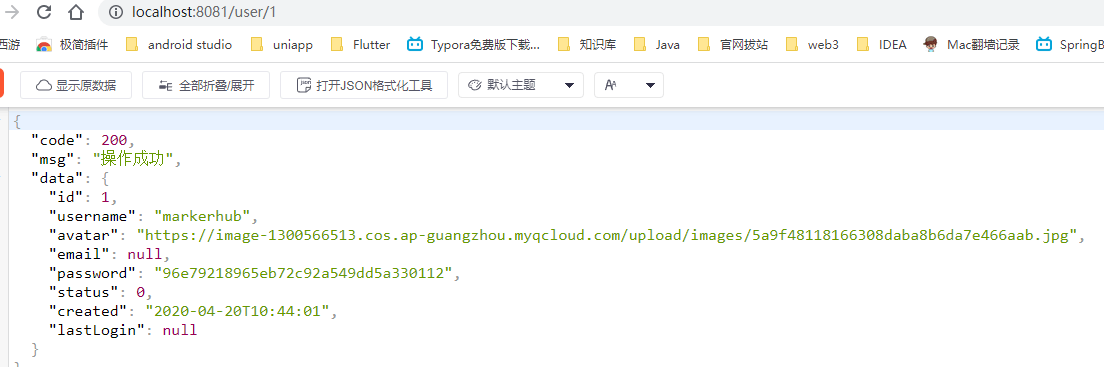 localhost:8081/user/1
西游 极简插件 android studio uniapp Flutter Typora免费版下载... 知识库 Java 官网拔站 web3 IDEA Mac翻墙记录 SpringB
显示原数据 全部折叠/展开 打开JSON格式化工具 默认主题
{
"code": 200,
"msg": "操作成功",
"data": {
"id": 1,
"username": "markerhub",
"avatar": "https://image-1300566513.cos.ap-guangzhou.myqcloud.com/upload/images/5a9f48118166308daba8b6da7e466aab.jpg",
"email": null,
"password": "96e79218965eb72c92a549dd5a330112",
"status": 0,
"created": "2020-04-20T10:44:01",
"lastLogin": null
}
}